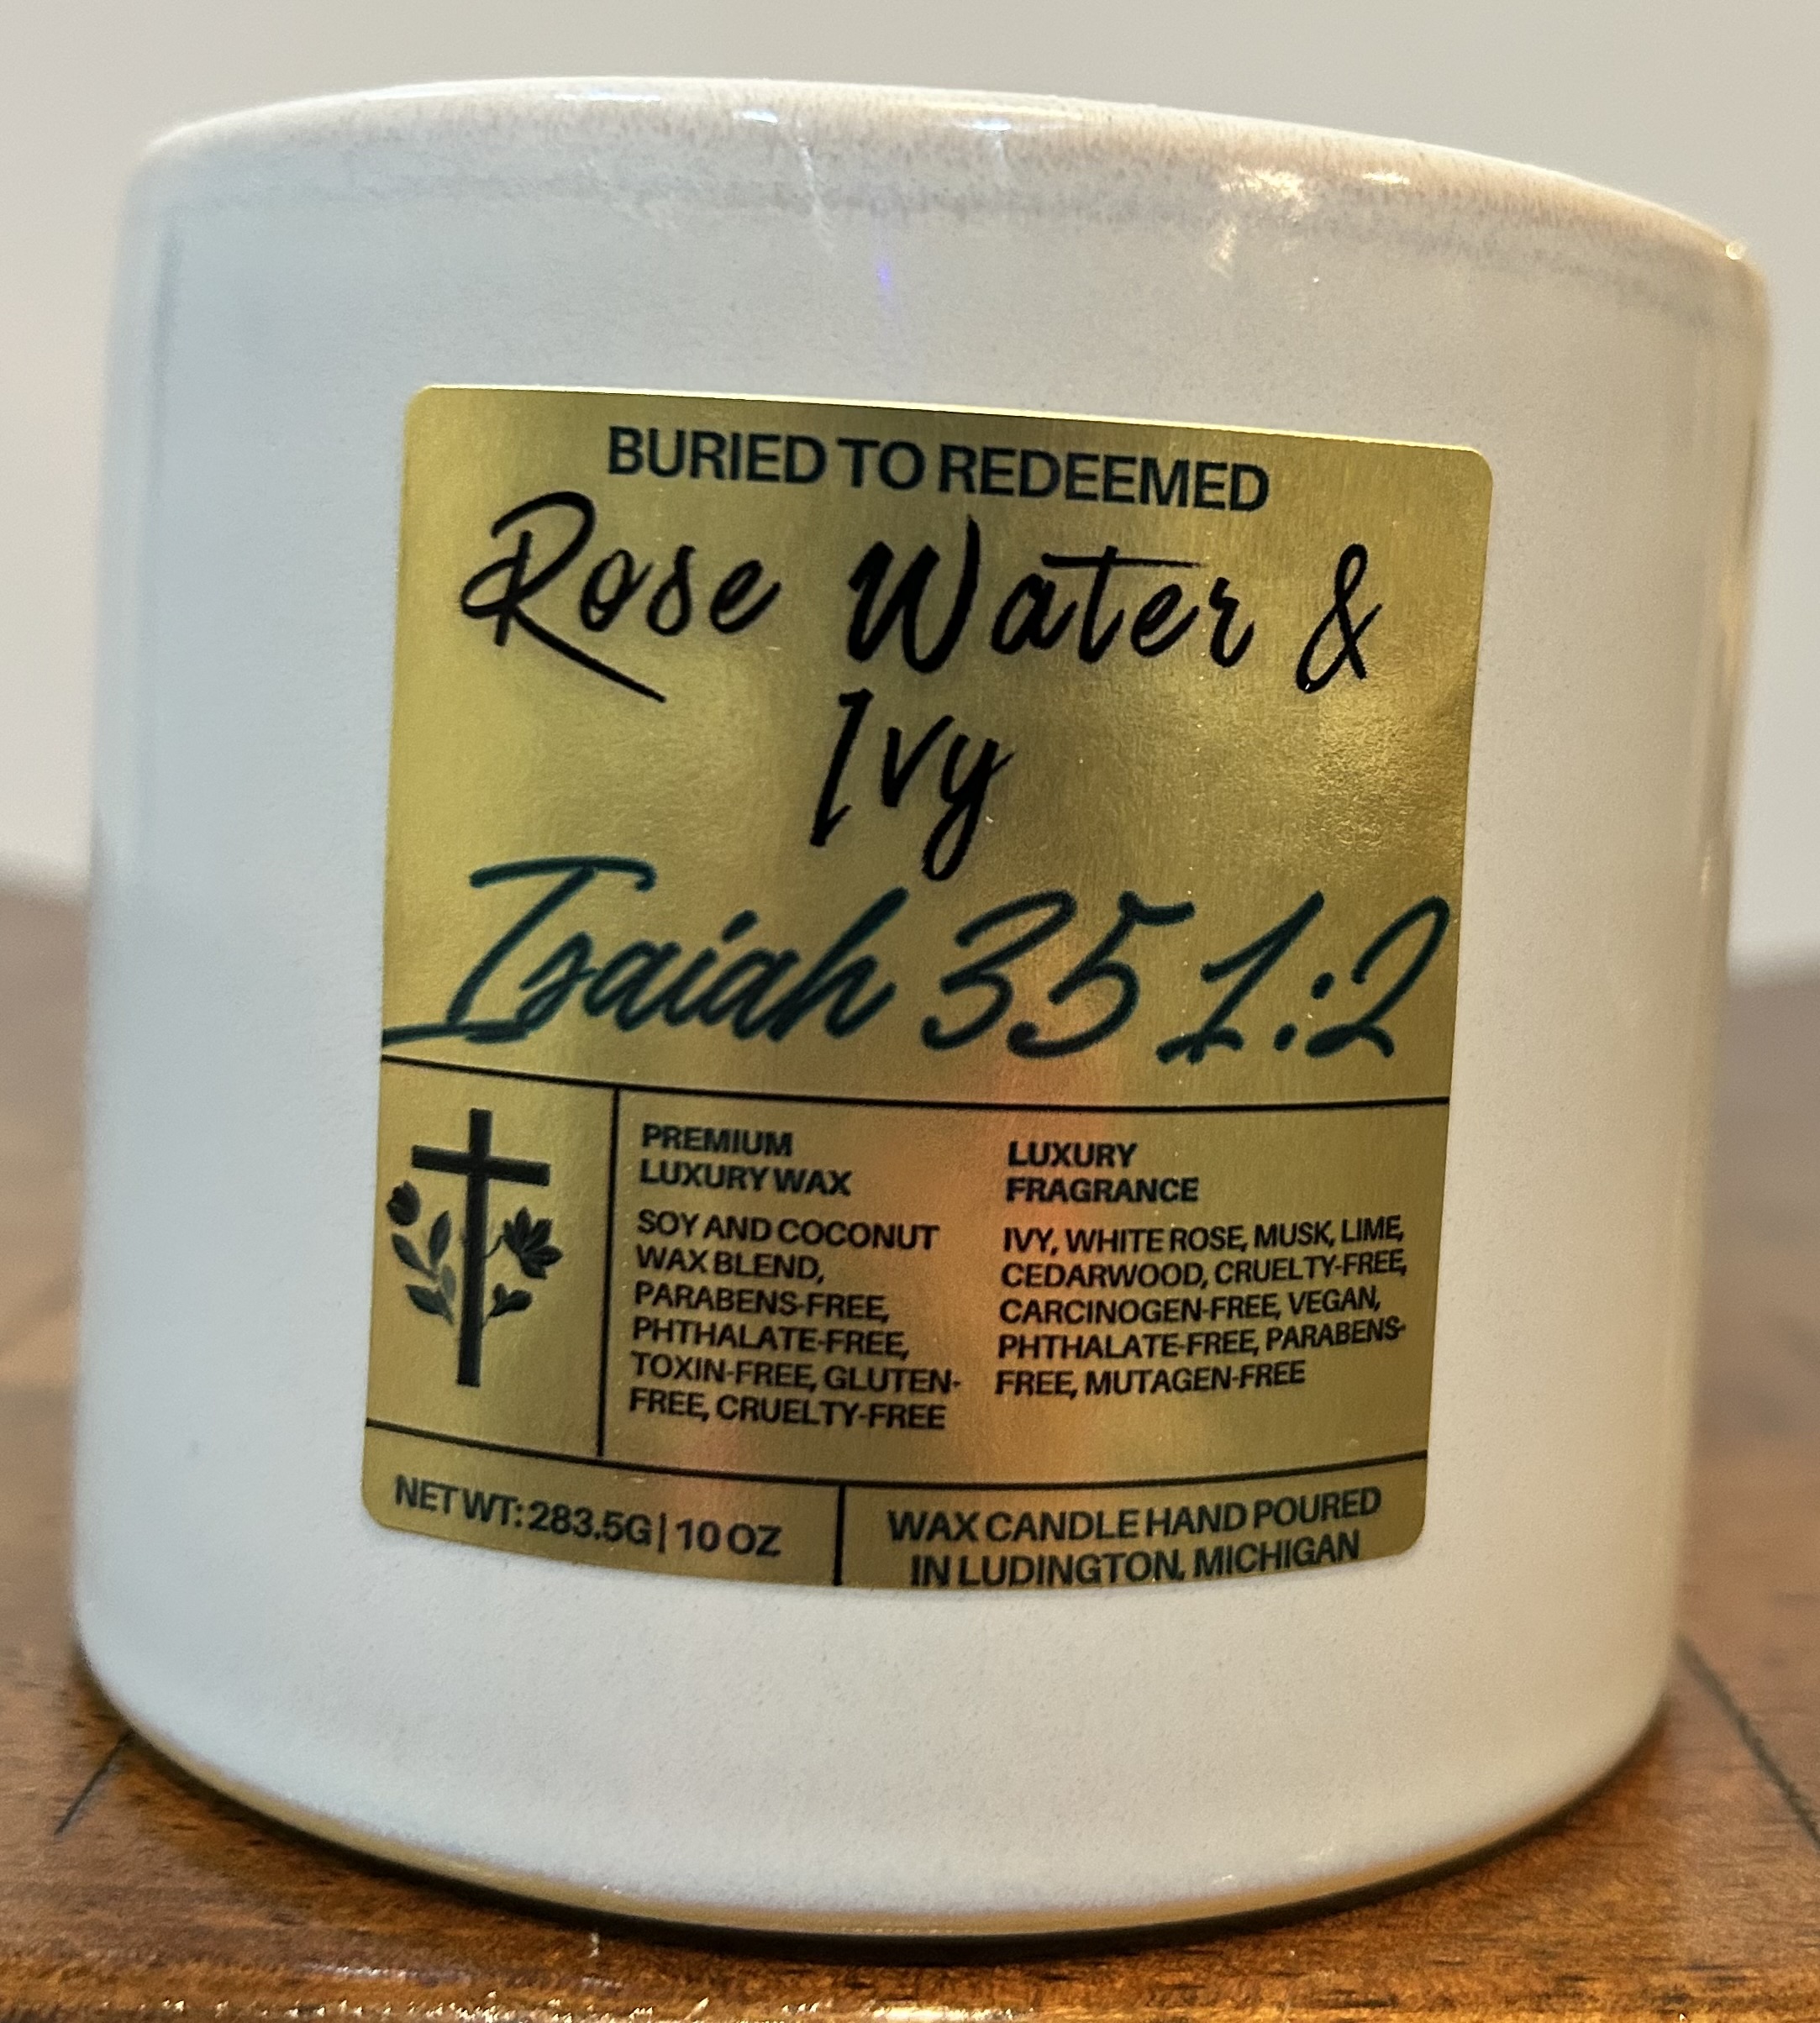 BURIED TO REDEEMED
Rose Water &
Ivy
Isaiah 35 1:2
PREMIUM
LUXURY WAX
SOY AND COCONUT
WAX BLEND,
PARABENS-FREE,
PHTHALATE-FREE,
TOXIN-FREE, GLUTEN-
FREE, CRUELTY-FREE
LUXURY
FRAGRANCE
IVY, WHITE ROSE, MUSK, LIME,
CEDARWOOD, CRUELTY-FREE,
CARCINOGEN-FREE, VEGAN,
PHTHALATE-FREE, PARABENS-
FREE, MUTAGEN-FREE
NET WT: 283.5G | 10 OZ
WAX CANDLE HAND POURED
IN LUDINGTON, MICHIGAN